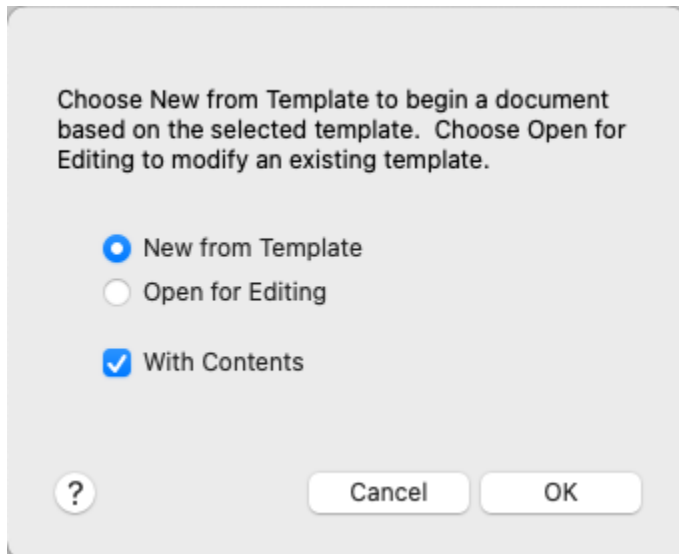 Choose New from Template to begin a document
based on the selected template.  Choose Open for
Editing to modify an existing template.
New from Template
Open for Editing
With Contents
?
Cancel
OK